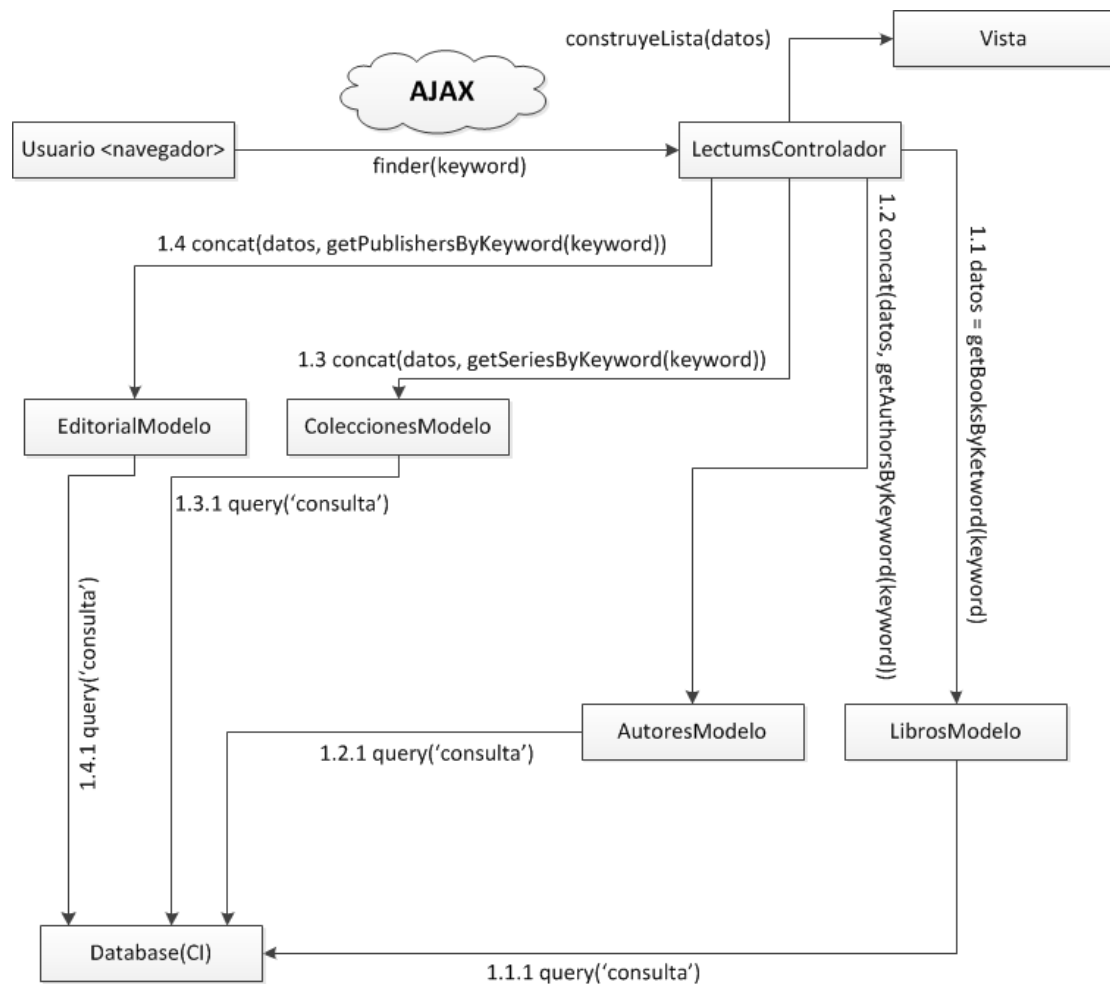 construyeLista(datos)
Vista
AJAX
Usuario <navegador>
finder(keyword)
LectumsControlador
1.4 concat(datos, getPublishersByKeyword(keyword))
1.3 concat(datos, getSeriesByKeyword(keyword))
1.2 concat(datos, getAuthorsByKeyword(keyword))
1.1 datos = getBooksByKetword(keyword)
EditorialModelo
ColeccionesModelo
1.3.1 query(‘consulta’)
1.4.1 query(‘consulta’)
AutoresModelo
LibrosModelo
1.2.1 query(‘consulta’)
Database(CI)
1.1.1 query(‘consulta’)